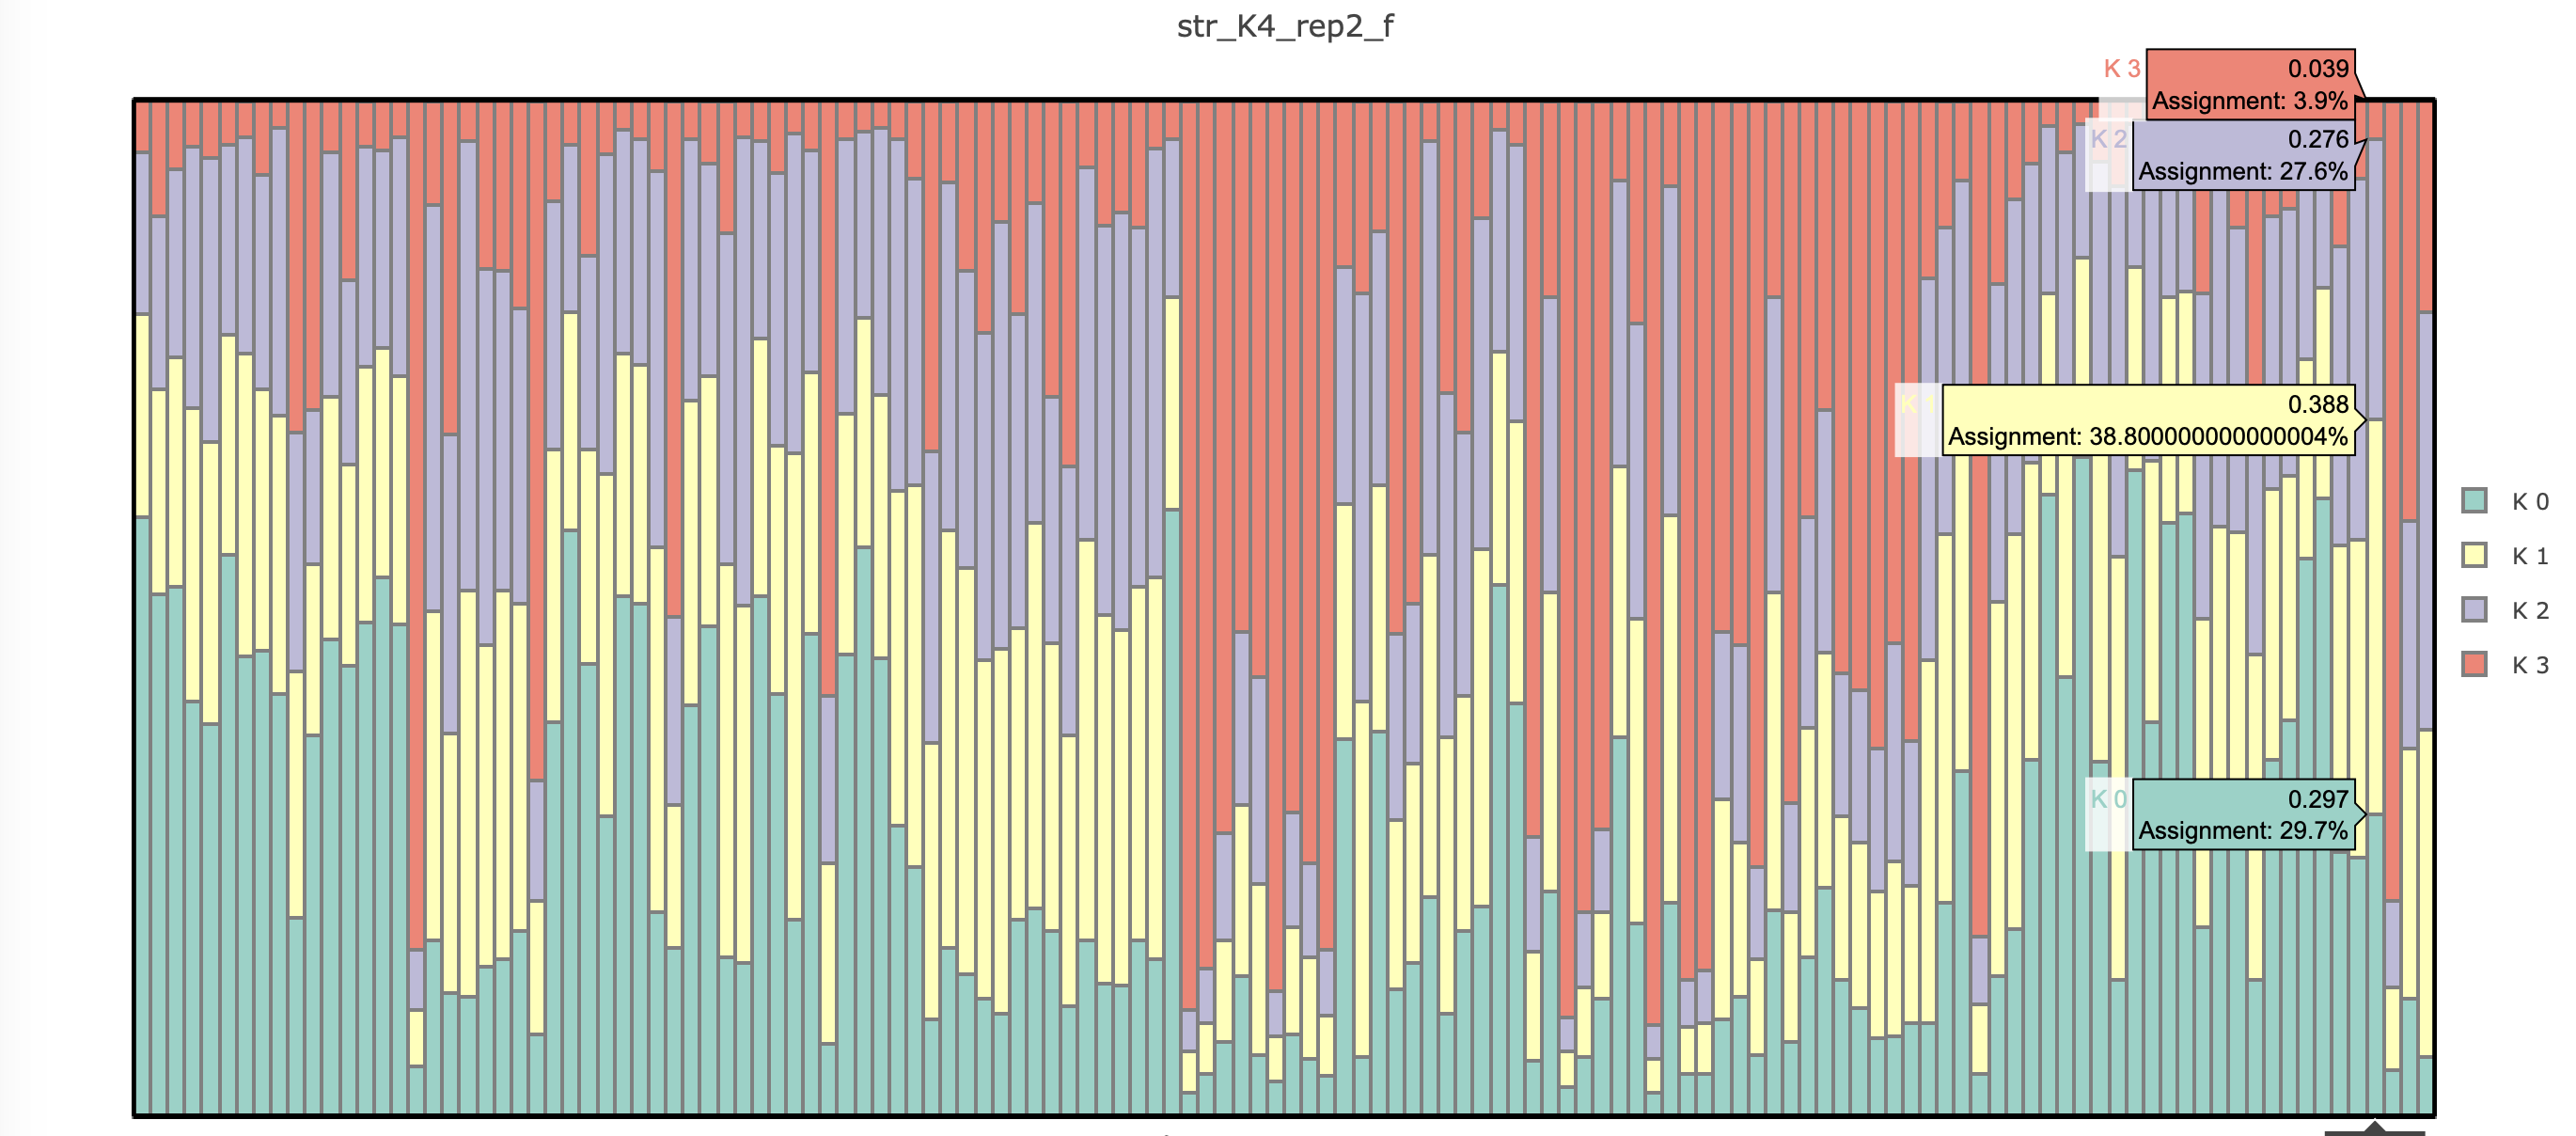 str_K4_rep2_f
K 3
0.039
Assignment: 3.9%
K 2
0.276
Assignment: 27.6%
K 1
0.388
Assignment: 38.800000000000004%
K 0
0.297
Assignment: 29.7%
K 0
K 1
K 2
K 3